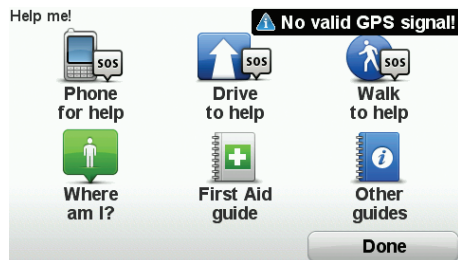 Help me!
No valid GPS signal!
SOS
SOS
SOS
Phone
for help
Drive
to help
Walk
to help
Where
am I?
First Aid
guide
Other
guides
Done